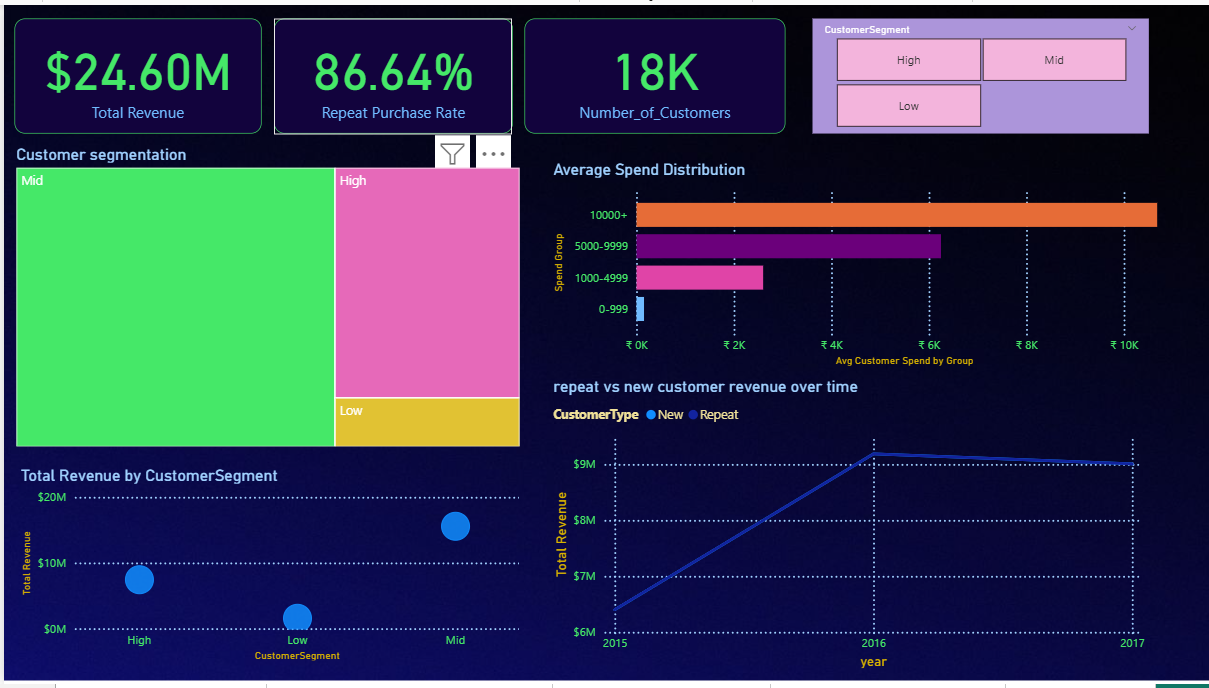 $24.60M
Total Revenue
86.64%
Repeat Purchase Rate
18K
Number_of_Customers
CustomerSegment
High
Mid
Low
Customer segmentation
Mid
High
Low
Average Spend Distribution
Spend Group
10000+
5000-9999
1000-4999
0-999
₹ 0K
₹ 2K
₹ 4K
₹ 6K
₹ 8K
₹ 10K
Avg Customer Spend by Group
Total Revenue by CustomerSegment
Total Revenue
$20M
$10M
$0M
High
Low
Mid
CustomerSegment
repeat vs new customer revenue over time
CustomerType New Repeat
Total Revenue
$9M
$8M
$7M
$6M
2015
2016
2017
year